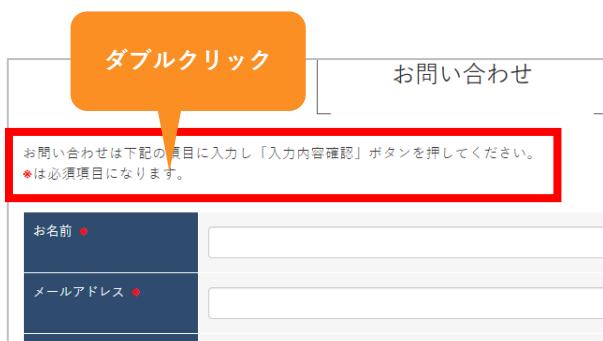 ダブルクリック
お問い合わせ
お問い合わせは下記の項目に入力し「入力内容確認」ボタンを押してください。
※は必須項目になります。
お名前
メールアドレス